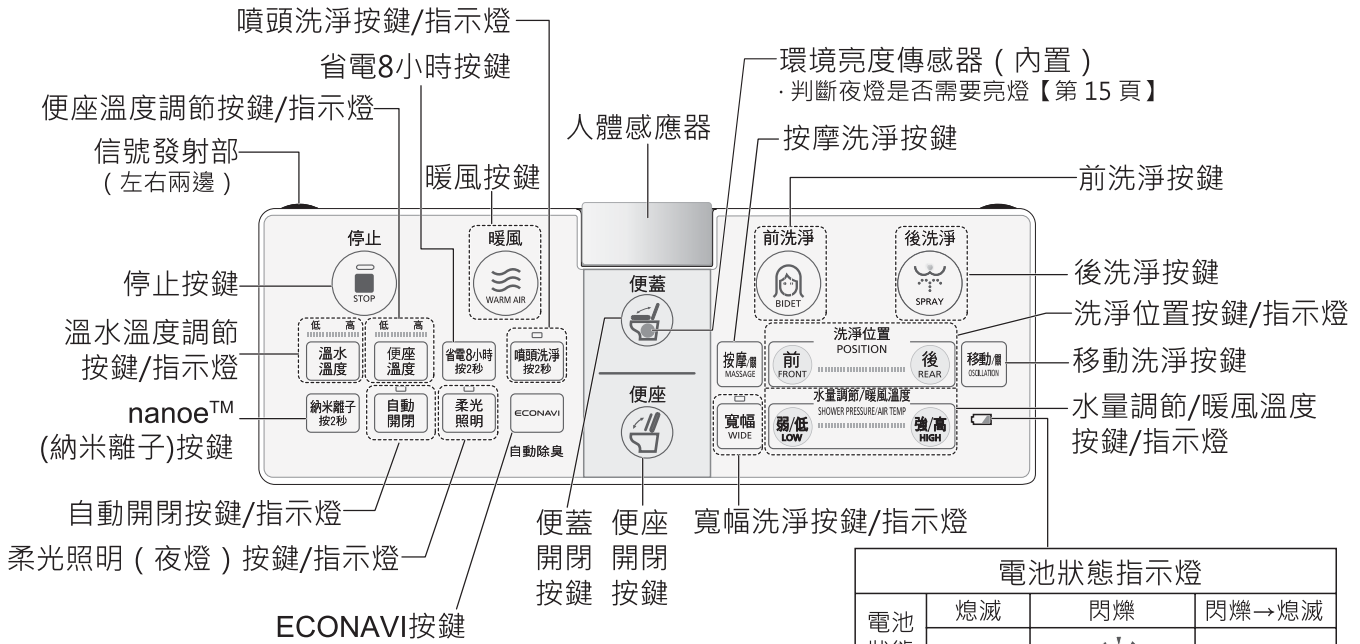 噴頭洗淨按鍵/指示燈
省電8小時按鍵
便座溫度調節按鍵/指示燈
信號發射部
(左右兩邊)
暖風按鍵
人體感應器
環境亮度傳感器(內置)
·判斷夜燈是否需要亮燈【第 15 頁】
按摩洗淨按鍵
前洗淨按鍵
停止按鍵
溫水溫度調節
按鍵/指示燈
nanoe™
(納米離子)按鍵
停止
STOP
暖風
WARM AIR
低 高
溫水
溫度
低 高
便座
溫度
省電8小時
按2秒
噴頭洗淨
按2秒
納米離子
按2秒
自動
開閉
柔光
照明
ECONAVI
自動除臭
便蓋
便座
前洗淨
BIDET
後洗淨
SPRAY
按摩/開
MASSAGE
洗淨位置
POSITION
前
FRONT
後
REAR
移動/開
OSCILLATION
寬幅
WIDE
水量調節/暖風溫度
SHOWER PRESSURE/AIR TEMP
弱/低
LOW
強/高
HIGH
後洗淨按鍵
洗淨位置按鍵/指示燈
移動洗淨按鍵
水量調節/暖風溫度
按鍵/指示燈
自動開閉按鍵/指示燈
柔光照明(夜燈)按鍵/指示燈
ECONAVI按鍵
便蓋
開閉
按鍵
便座
開閉
按鍵
寬幅洗淨按鍵/指示燈
電池狀態指示燈
電池
狀態
熄滅
閃爍
閃爍→熄滅